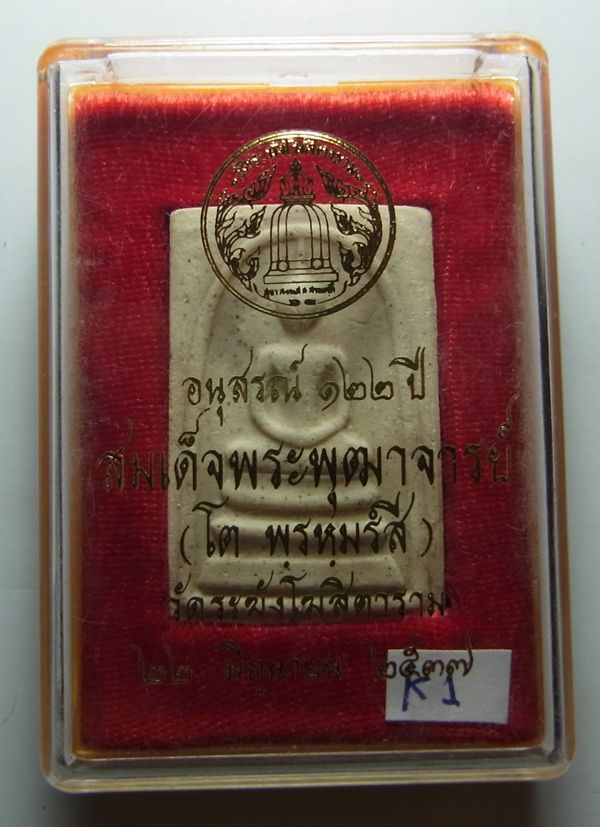 อนุสรณ์ ๑๒๒ ปี
สมเด็จพระพุฒาจารย์
(โต พฺรหฺมรํสี)
วัดระฆังโฆสิตาราม
๒๒ มิถุนายน ๒๕๓๗
K1